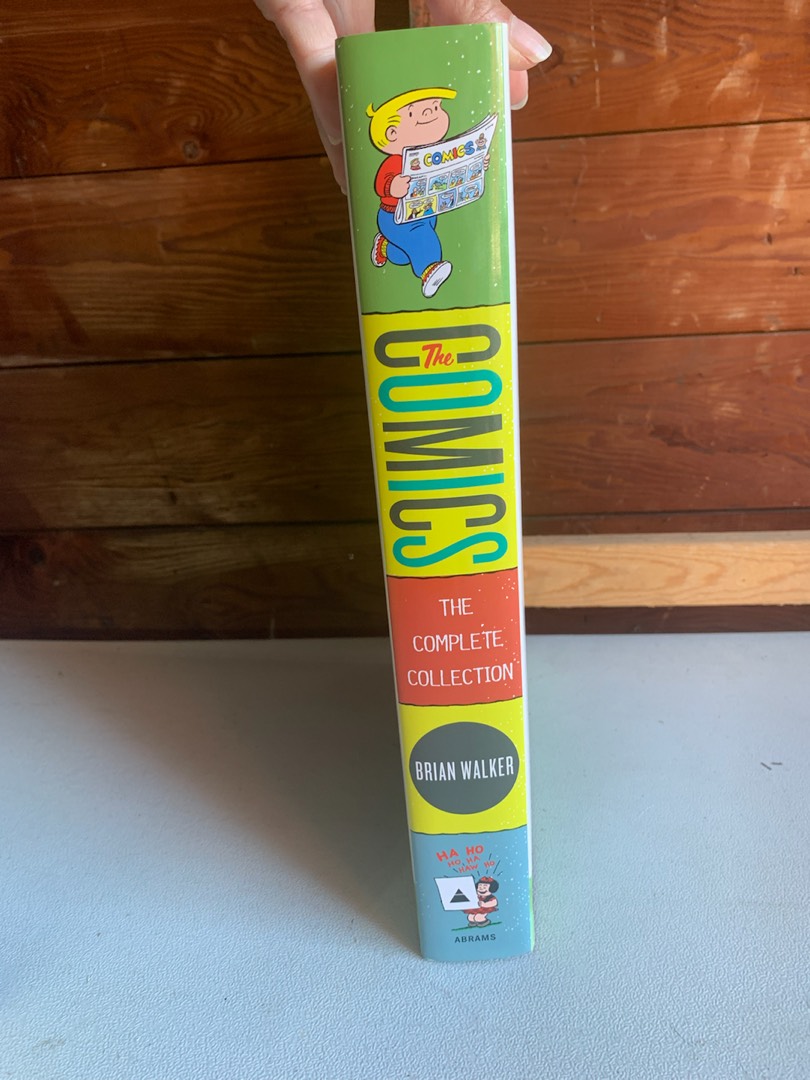 COMICS
The
COMICS
THE
COMPLETE
COLLECTION
BRIAN WALKER
HA HO
HO HA
HAW HO
ABRAMS